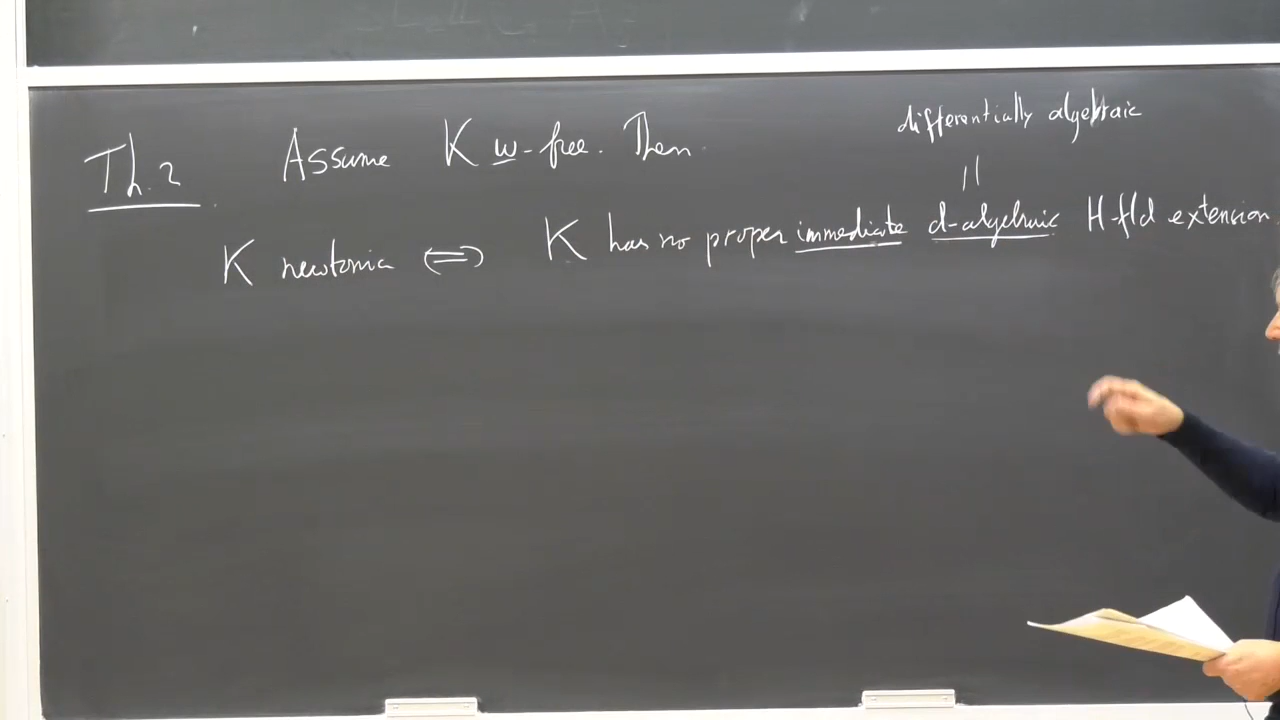 differentially algebraic
Th. 2 Assume K ω-free. Then.
||
K newtonian ⇔ K has no proper immediate d-algebraic H-fld extension